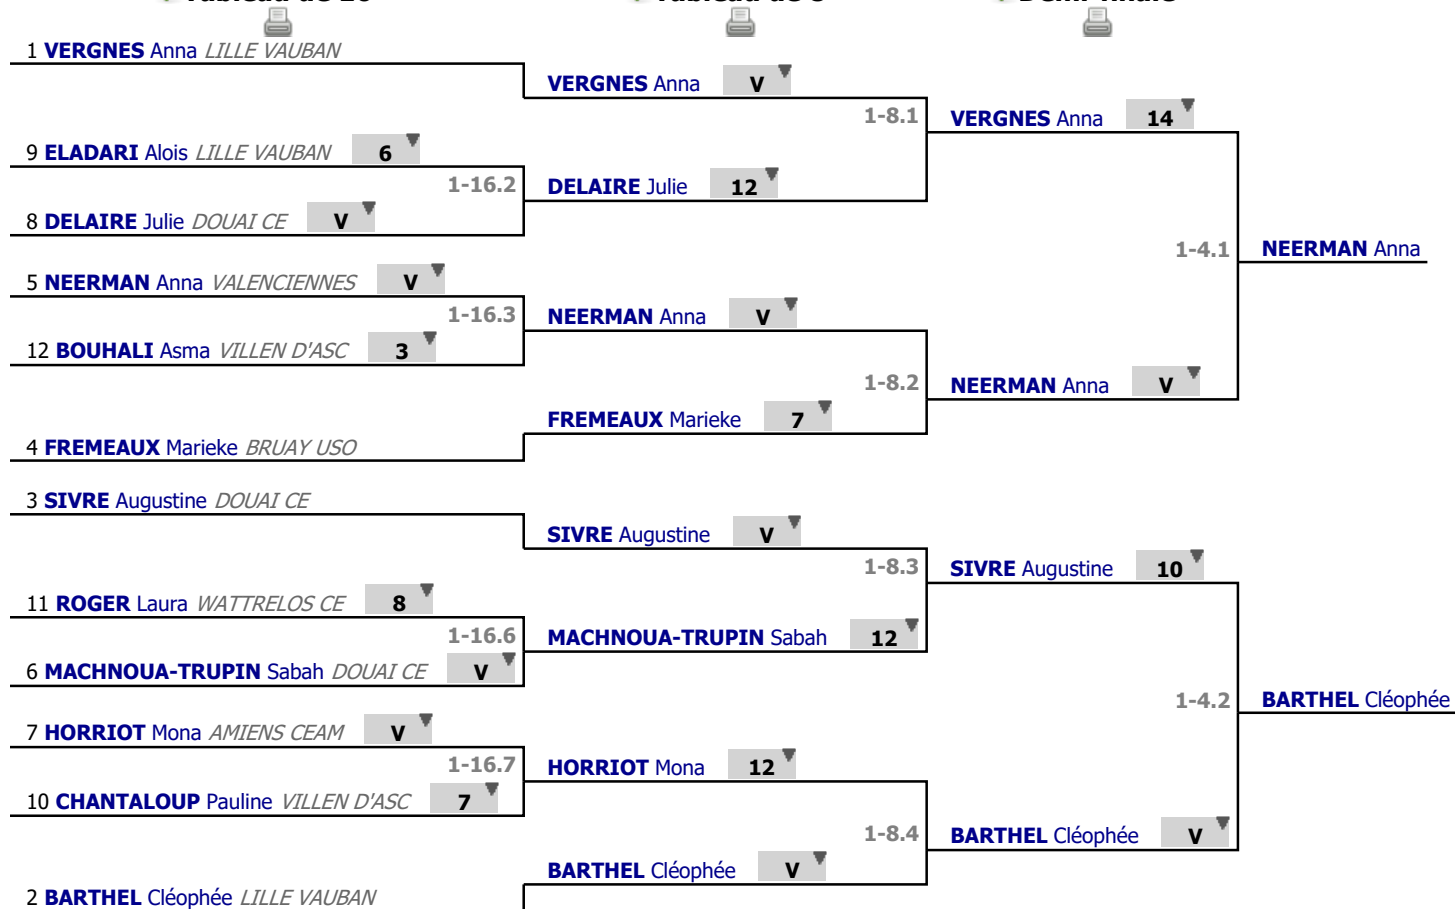 1 VERGNES Anna LILLE VAUBAN
VERGNES Anna V
1-8.1
VERGNES Anna 14
9 ELADARI Alois LILLE VAUBAN 6
1-16.2
DELAIRE Julie 12
8 DELAIRE Julie DOUAI CE V
1-4.1
NEERMAN Anna
5 NEERMAN Anna VALENCIENNES V
1-16.3
NEERMAN Anna V
12 BOUHALI Asma VILLEN D'ASC 3
1-8.2
NEERMAN Anna V
FREMEAUX Marieke 7
4 FREMEAUX Marieke BRUAY USO
3 SIVRE Augustine DOUAI CE
SIVRE Augustine V
1-8.3
SIVRE Augustine 10
11 ROGER Laura WATTRELOS CE 8
1-16.6
MACHNOUA-TRUPIN Sabah 12
6 MACHNOUA-TRUPIN Sabah DOUAI CE V
1-4.2
BARTHEL Cléophée
7 HORRIOT Mona AMIENS CEAM V
1-16.7
HORRIOT Mona 12
10 CHANTALOUP Pauline VILLEN D'ASC 7
1-8.4
BARTHEL Cléophée V
BARTHEL Cléophée V
2 BARTHEL Cléophée LILLE VAUBAN